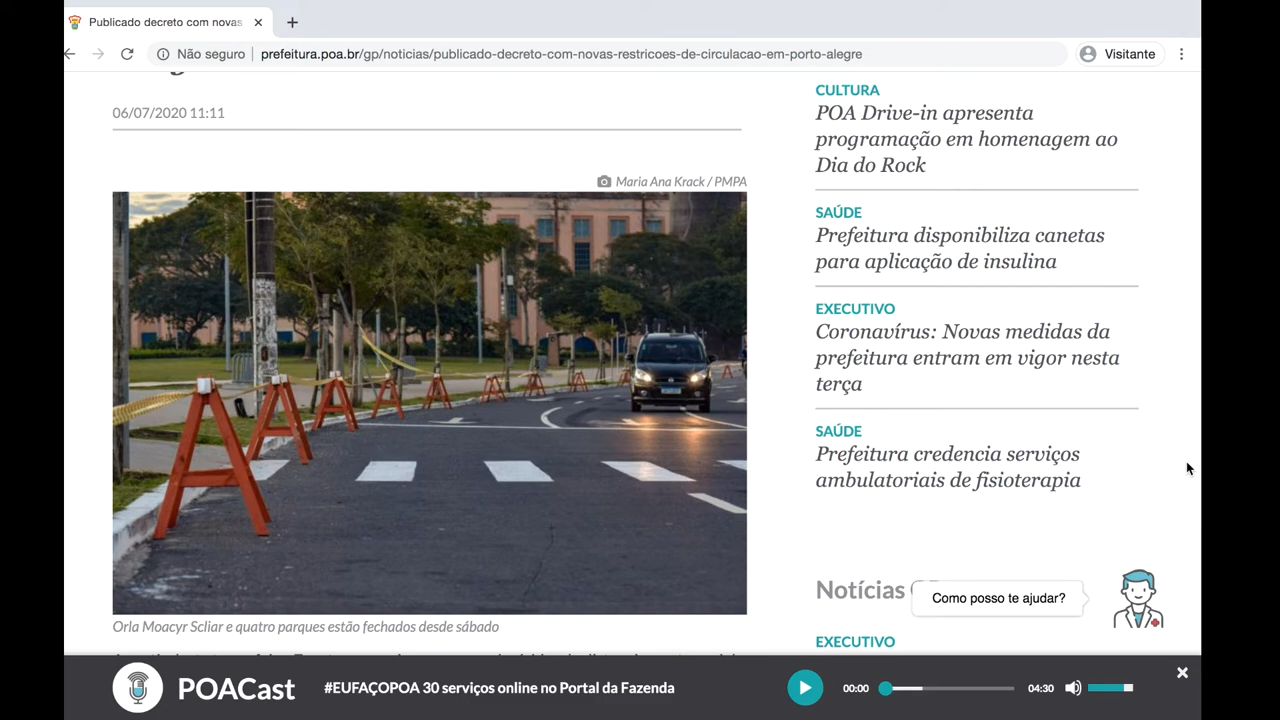 Publicado decreto com novas
Não seguro
prefeitura.poa.br/gp/noticias/publicado-decreto-com-novas-restricoes-de-circulacao-em-porto-alegre
Visitante
06/07/2020 11:11
Maria Ana Krack / PMPA
Orla Moacyr Scliar e quatro parques estão fechados desde sábado
CULTURA
POA Drive-in apresenta
programação em homenagem ao
Dia do Rock
SAÚDE
Prefeitura disponibiliza canetas
para aplicação de insulina
EXECUTIVO
Coronavírus: Novas medidas da
prefeitura entram em vigor nesta
terça
SAÚDE
Prefeitura credencia serviços
ambulatoriais de fisioterapia
Notícias
Como posso te ajudar?
EXECUTIVO
POACast
#EUFAÇOPOA 30 serviços online no Portal da Fazenda
00:00
04:30